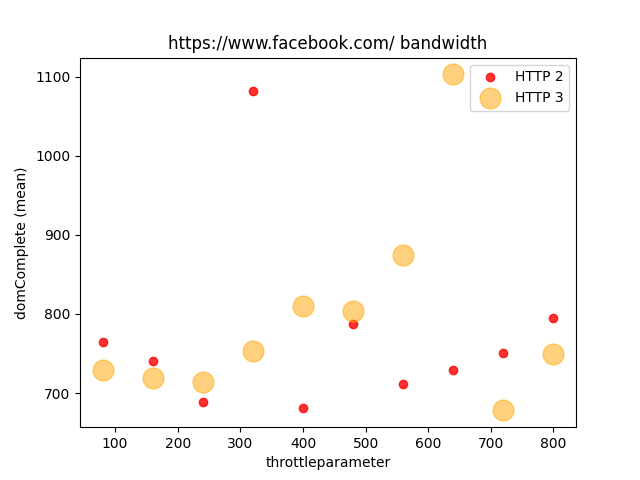 https://www.facebook.com/ bandwidth
1100
1000
900
800
700
domComplete (mean)
HTTP 2
HTTP 3
100 200 300 400 500 600 700 800
throttleparameter